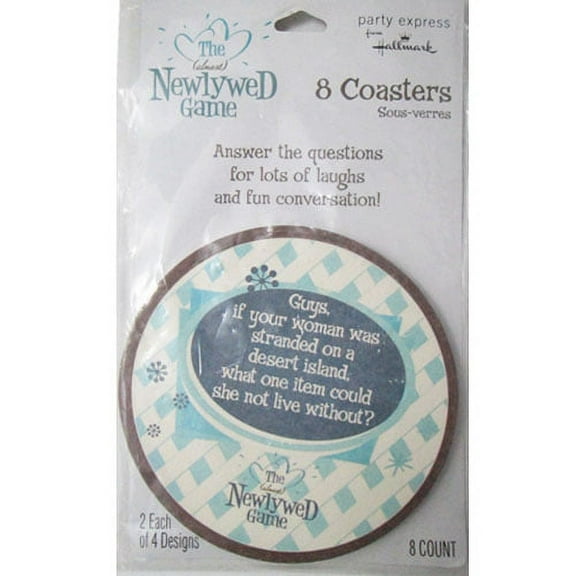 The
(almost)
Newlywed
Game
party express
from
Hallmark
8 Coasters
Sous-verres
Answer the questions
for lots of laughs
and fun conversation!
Guys,
if your woman was
stranded on a
desert island,
what one item could
she not live without?
The
(almost)
Newlywed
Game
2 Each
of 4 Designs
8 COUNT